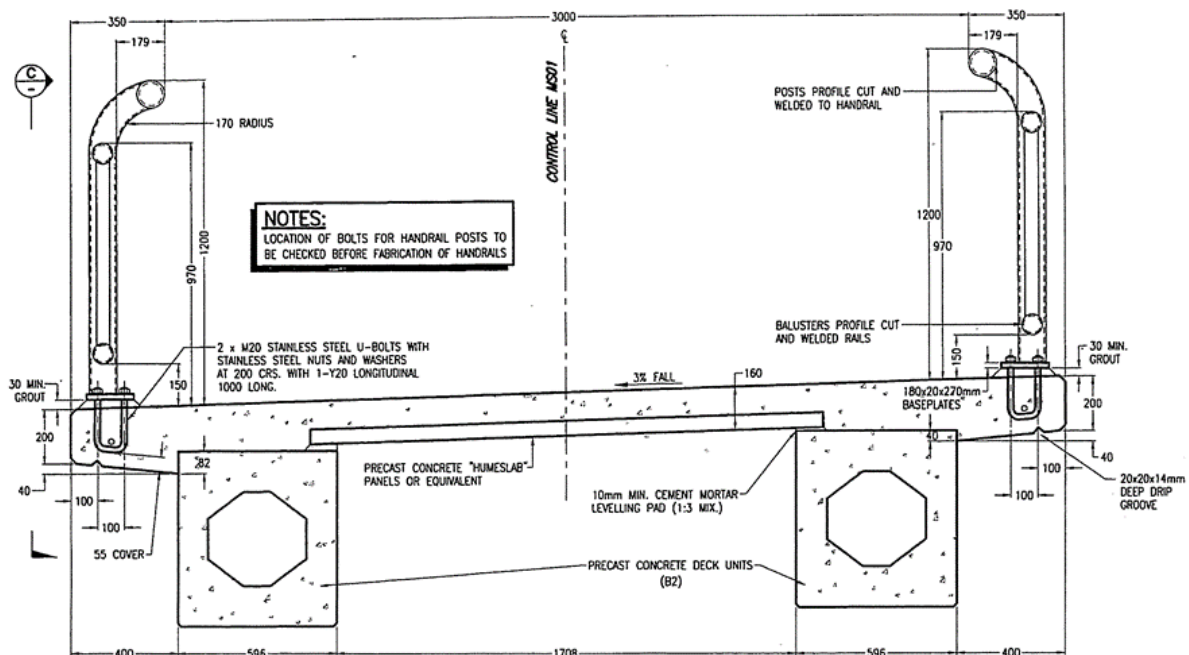 350
3000
350
179
℄
179
C
-
CONTROL LINE MS01
POSTS PROFILE CUT AND
WELDED TO HANDRAIL
170 RADIUS
970
1200
1200
970
NOTES:
LOCATION OF BOLTS FOR HANDRAIL POSTS TO
BE CHECKED BEFORE FABRICATION OF HANDRAILS
2 x M20 STAINLESS STEEL U-BOLTS WITH
STAINLESS STEEL NUTS AND WASHERS
AT 200 CRS. WITH 1-Y20 LONGITUDINAL
1000 LONG.
BALUSTERS PROFILE CUT
AND WELDED RAILS
150
150
30 MIN.
GROUT
30 MIN.
GROUT
3% FALL
160
180x20x270mm
BASEPLATES
200
200
40
40
40
100
100
100
100
55 COVER
PRECAST CONCRETE "HUMESLAB"
PANELS OR EQUIVALENT
10mm MIN. CEMENT MORTAR
LEVELLING PAD (1:3 MIX.)
20x20x14mm
DEEP DRIP
GROOVE
PRECAST CONCRETE DECK UNITS
(B2)
400
596
1708
596
400